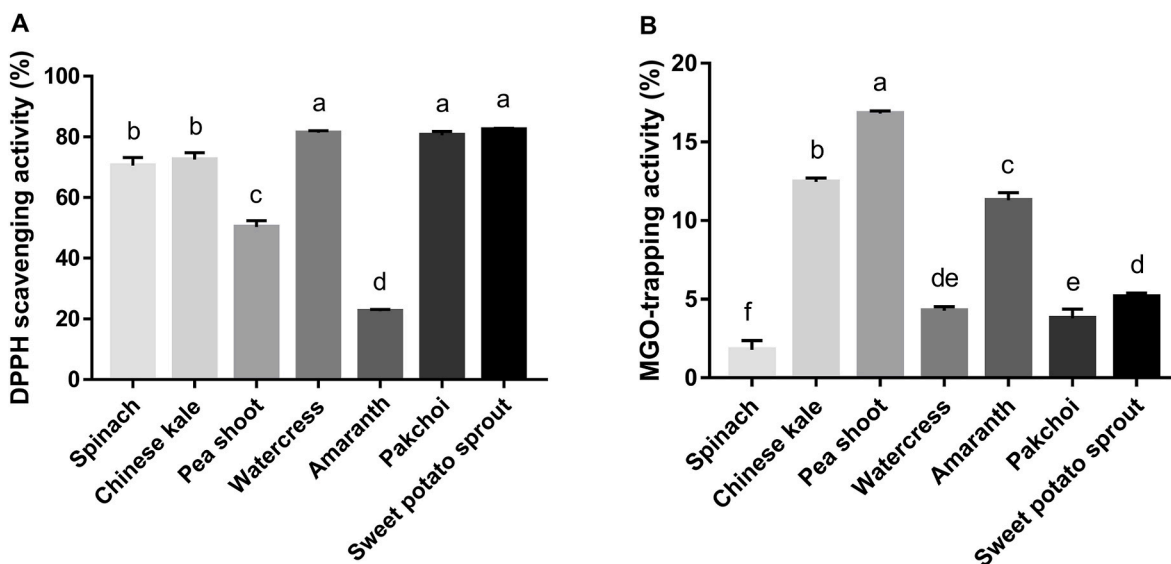 A
DPPH scavenging activity (%)
100
80
60
40
20
0
b
b
c
a
d
a
a
Spinach
Chinese kale
Pea shoot
Watercress
Amaranth
Pakchoi
Sweet potato sprout
B
MGO-trapping activity (%)
20
15
10
5
0
f
b
a
de
c
e
d
Spinach
Chinese kale
Pea shoot
Watercress
Amaranth
Pakchoi
Sweet potato sprout